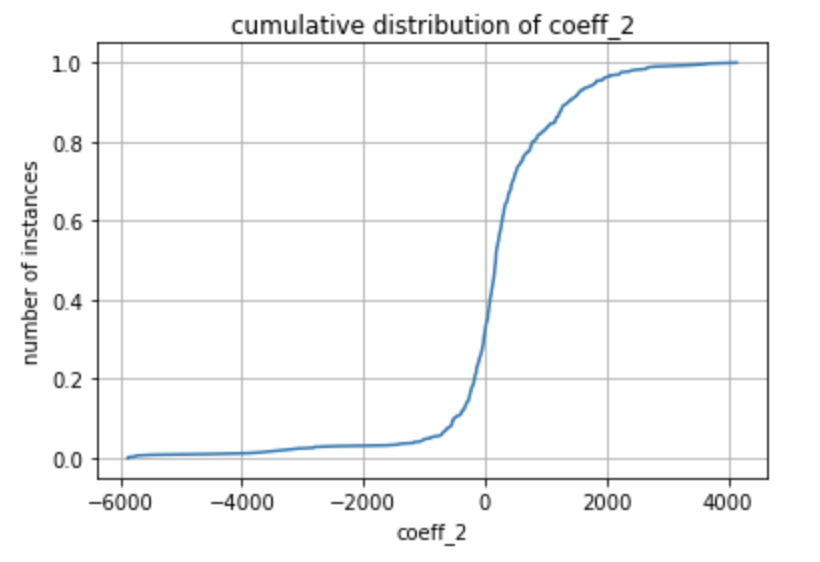 cumulative distribution of coeff_2
number of instances
1.0
0.8
0.6
0.4
0.2
0.0
−6000 −4000 −2000 0 2000 4000
coeff_2